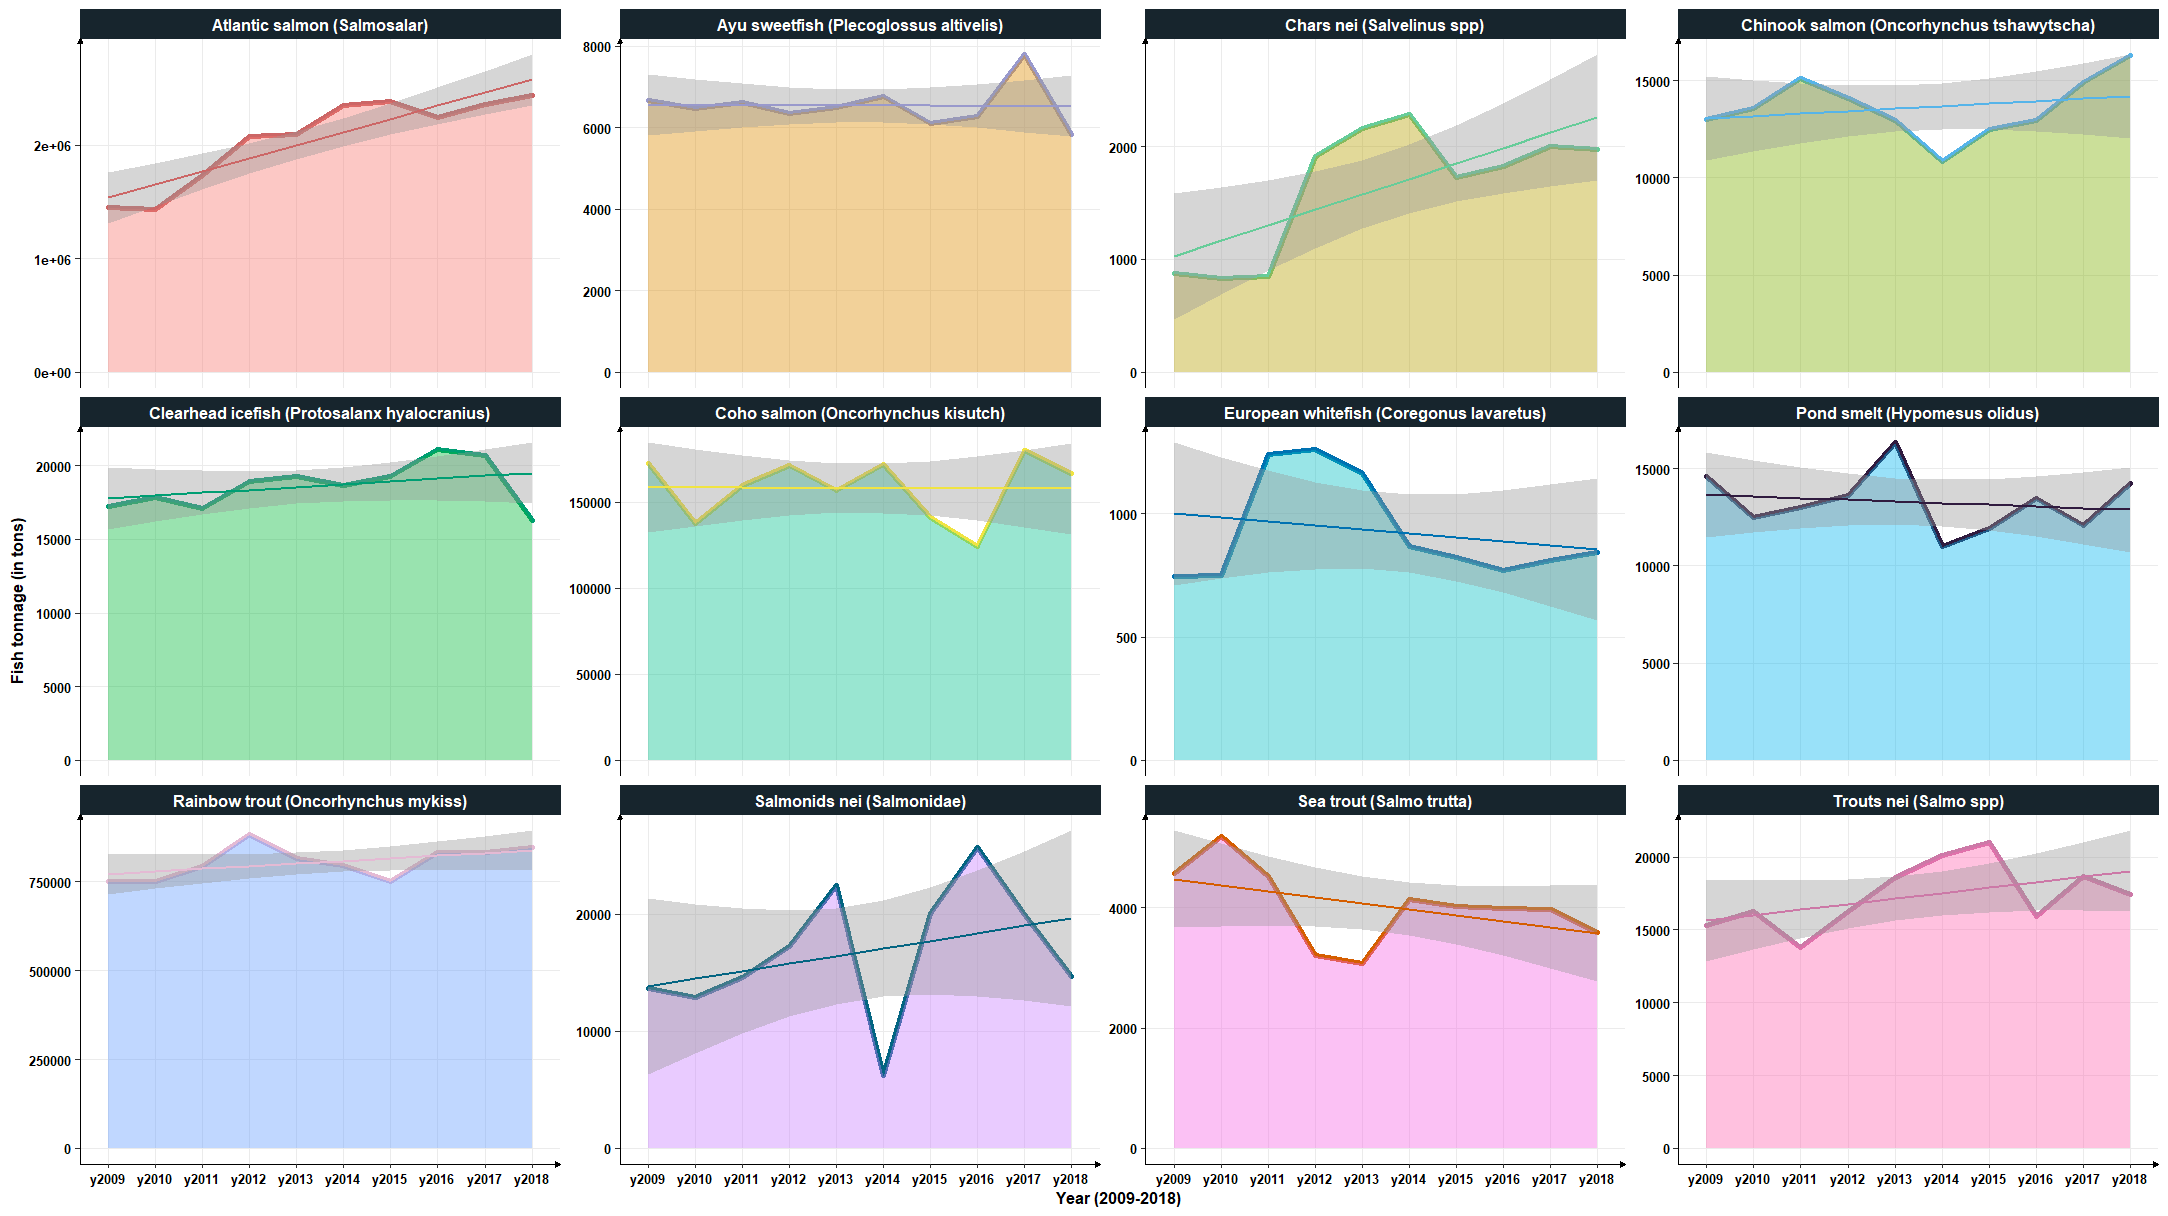 Atlantic salmon (Salmosalar)
Ayu sweetfish (Plecoglossus altivelis)
Chars nei (Salvelinus spp)
Chinook salmon (Oncorhynchus tshawytscha)
2e+06
1e+06
0e+00
8000
6000
4000
2000
0
2000
1000
0
15000
10000
5000
0
Clearhead icefish (Protosalanx hyalocranius)
Coho salmon (Oncorhynchus kisutch)
European whitefish (Coregonus lavaretus)
Pond smelt (Hypomesus olidus)
20000
15000
10000
5000
0
150000
100000
50000
0
1000
500
0
15000
10000
5000
0
Fish tonnage (in tons)
Rainbow trout (Oncorhynchus mykiss)
Salmonids nei (Salmonidae)
Sea trout (Salmo trutta)
Trouts nei (Salmo spp)
750000
500000
250000
0
20000
10000
0
4000
2000
0
20000
15000
10000
5000
0
y2009 y2010 y2011 y2012 y2013 y2014 y2015 y2016 y2017 y2018
y2009 y2010 y2011 y2012 y2013 y2014 y2015 y2016 y2017 y2018
y2009 y2010 y2011 y2012 y2013 y2014 y2015 y2016 y2017 y2018
y2009 y2010 y2011 y2012 y2013 y2014 y2015 y2016 y2017 y2018
Year (2009-2018)